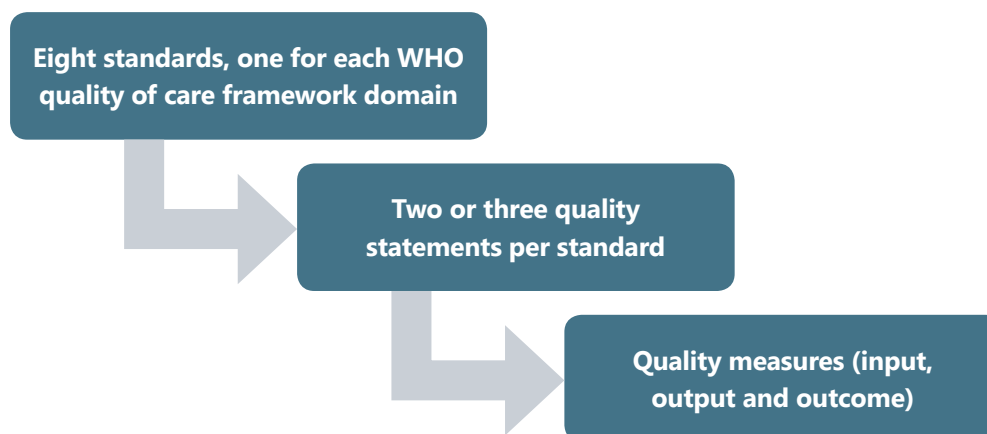 Eight standards, one for each WHO
quality of care framework domain
Two or three quality
statements per standard
Quality measures (input,
output and outcome)